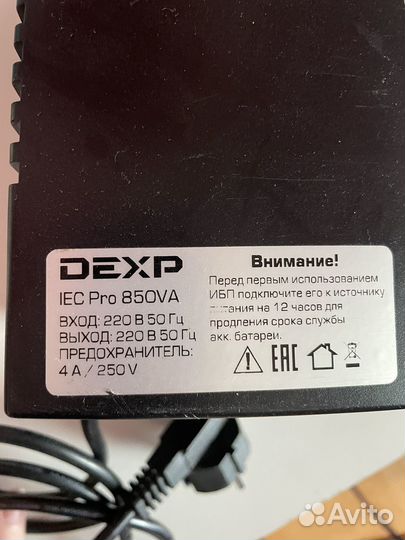 DEXP
IEC Pro 850VA
ВХОД: 220 В 50 Гц
ВЫХОД: 220 В 50 Гц
ПРЕДОХРАНИТЕЛЬ:
4 А / 250 V
Внимание!
Перед первым использованием
ИБП подключите его к источнику
питания на 12 часов для
продления срока службы
акк. батареи.
EAC
Avito